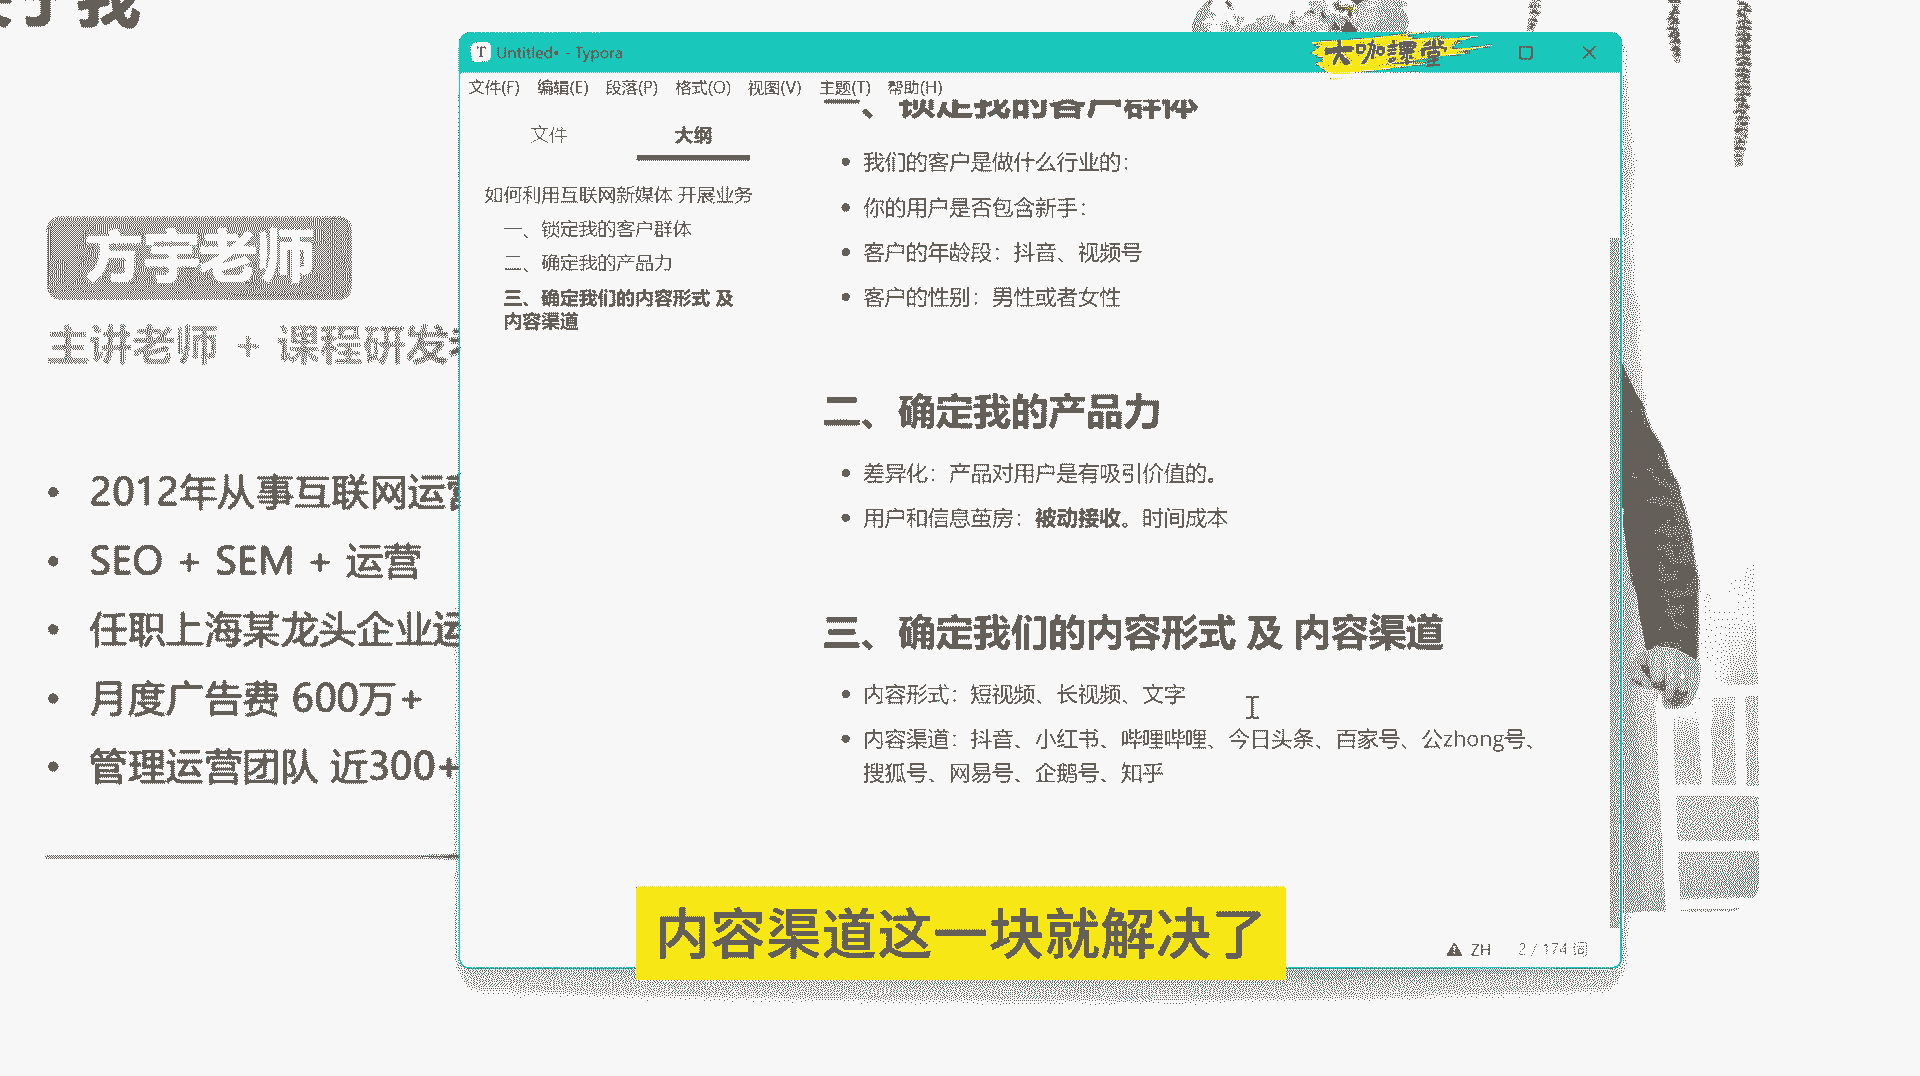 关于我
方宇老师
主讲老师 + 课程研发
2012年从事互联网运营
SEO + SEM + 运营
任职上海某龙头企业运
月度广告费 600万+
管理运营团队 近300+
Untitled• - Typora
大咖課堂
文件(F) 编辑(E) 段落(P) 格式(O) 视图(V) 主题(T) 帮助(H)
文件 大纲
如何利用互联网新媒体 开展业务
一、锁定我的客户群体
二、确定我的产品力
三、确定我们的内容形式 及
内容渠道
一、锁定我的客户群体
我们的客户是做什么行业的：
你的用户是否包含新手：
客户的年龄段：抖音、视频号
客户的性别：男性或者女性
二、确定我的产品力
差异化：产品对用户是有吸引价值的。
用户和信息茧房：被动接收。时间成本
三、确定我们的内容形式 及 内容渠道
内容形式：短视频、长视频、文字
内容渠道：抖音、小红书、哔哩哔哩、今日头条、百家号、公zhong号、
搜狐号、网易号、企鹅号、知乎
ZH 2 / 174 词
内容渠道这一块就解决了